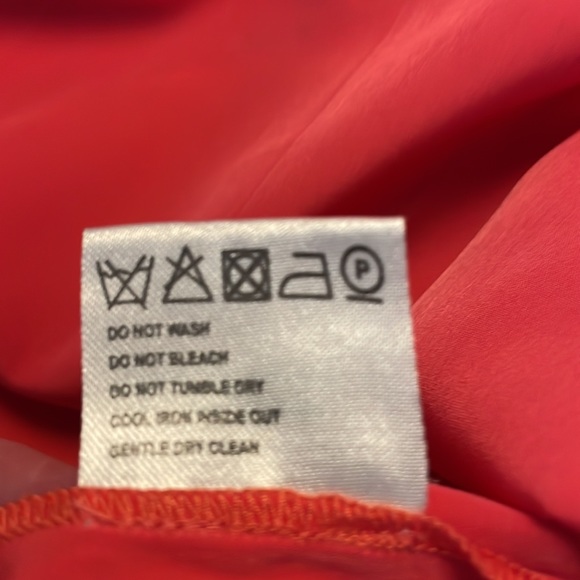 P
DO NOT WASH
DO NOT BLEACH
DO NOT TUMBLE DRY
COOL IRON INSIDE OUT
GENTLE DRY CLEAN